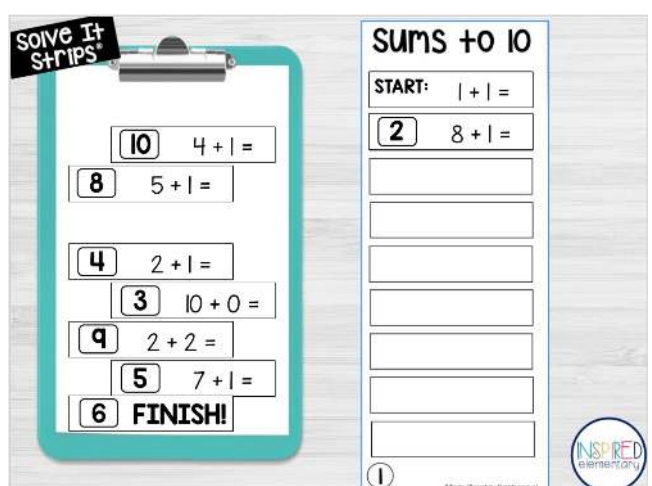 Solve It
Strips®
10 4 + 1 =
8 5 + 1 =
4 2 + 1 =
3 10 + 0 =
9 2 + 2 =
5 7 + 1 =
6 FINISH!
Sums to 10
START: 1 + 1 =
2 8 + 1 =
1
INSPIRED
elementary